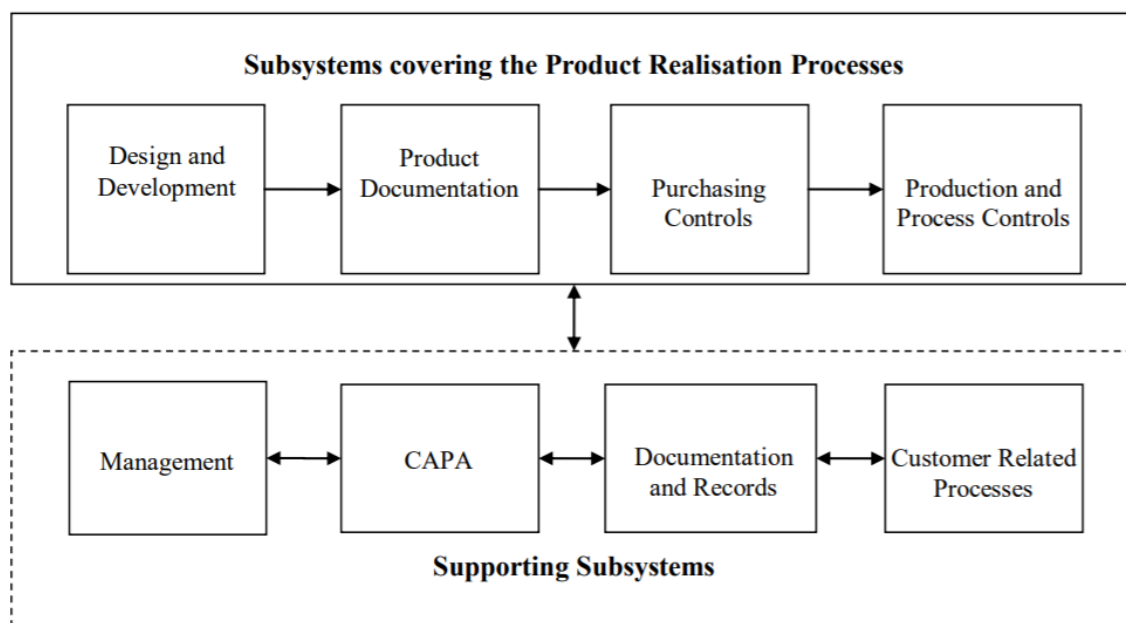 Subsystems covering the Product Realisation Processes
Design and
Development
Product
Documentation
Purchasing
Controls
Production and
Process Controls
Management
CAPA
Documentation
and Records
Customer Related
Processes
Supporting Subsystems